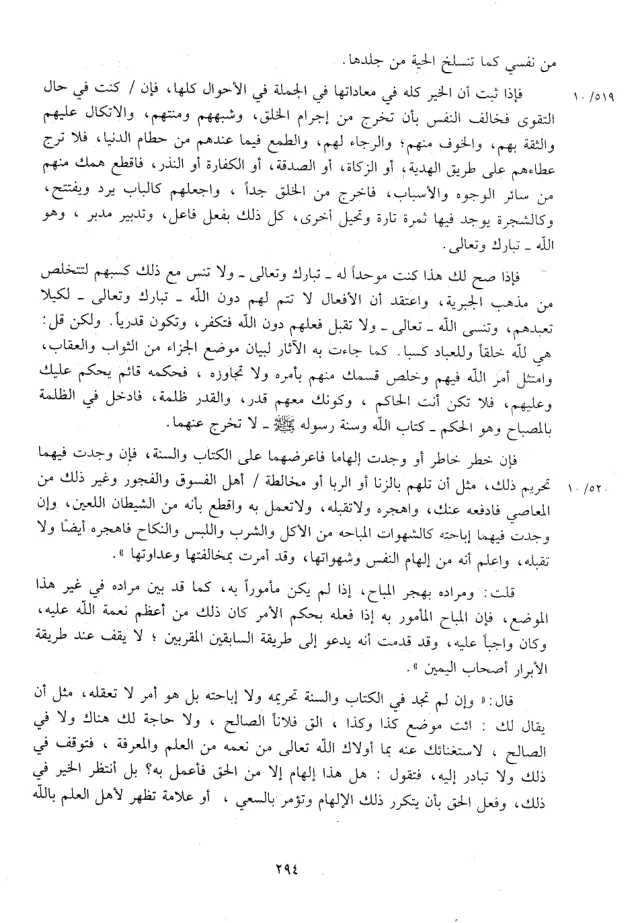 من نفسي كما تنسلخ الحية من جلدها.
١٠/٥١٩ فإذا ثبت أن الخير كله في معاداتها في الجملة في الأحوال كلها، فإن / كنت في حال
التقوى فخالف النفس بأن تخرج من إجرام الخلق، وشبههم ومنتهم، والاتكال عليهم
والثقة بهم، والخوف منهم؛ والرجاء لهم، والطمع فيما عندهم من حطام الدنيا، فلا ترج
عطاءهم على طريق الهدية، أو الزكاة، أو الصدقة، أو الكفارة أو النذر، فاقطع همك منهم
من سائر الوجوه والأسباب، فاخرج من الخلق جداً ، واجعلهم كالباب يرد ويفتتح،
وكالشجرة يوجد فيها ثمرة تارة وتحيل أخرى، كل ذلك بفعل فاعل، وتدبير مدبر ، وهو
الله ـ تبارك وتعالى.
فإذا صح لك هذا كنت موحداً له ـ تبارك وتعالى ـ ولا تنس مع ذلك كسبهم لتتخلص
من مذهب الجبرية، واعتقد أن الأفعال لا تتم لهم دون الله ـ تبارك وتعالى ـ لكيلا
تعبدهم، وتنسى الله ـ تعالى ـ ولا تقبل فعلهم دون الله فتكفر، وتكون قدرياً. ولكن قل:
هي لله خلقاً وللعباد كسبا. كما جاءت به الآثار لبيان موضع الجزاء من الثواب والعقاب،
وامتثل أمر الله فيهم وخلص قسمك منهم بأمره ولا تجاوزه ، فحكمه قائم يحكم عليك
وعليهم، فلا تكن أنت الحاكم ، وكونك معهم قدر، والقدر ظلمة، فادخل في الظلمة
بالمصباح وهو الحكم ـ كتاب الله وسنة رسوله ﷺ ـ لا تخرج عنهما.
فإن خطر خاطر أو وجدت إلهاما فاعرضهما على الكتاب والسنة، فإن وجدت فيهما
١٠/٥٢٠ تحريم ذلك، مثل أن تلهم بالزنا أو الربا أو مخالطة / أهل الفسوق والفجور وغير ذلك من
المعاصي فادفعه عنك، واهجره ولاتقبله، ولاتعمل به واقطع بأنه من الشيطان اللعين، وإن
وجدت فيهما إباحته كالشهوات المباحه من الأكل والشرب واللبس والنكاح فاهجره أيضًا ولا
تقبله، واعلم أنه من إلهام النفس وشهواتها، وقد أمرت بمخالفتها وعداوتها ».
قلت: ومراده بهجر المباح، إذا لم يكن مأموراً به، كما قد بين مراده في غير هذا
الموضع، فإن المباح المأمور به إذا فعله بحكم الأمر كان ذلك من أعظم نعمة الله عليه،
وكان واجباً عليه، وقد قدمت أنه يدعو إلى طريقة السابقين المقربين ؛ لا يقف عند طريقة
الأبرار أصحاب اليمين ».
قال:« وإن لم تجد في الكتاب والسنة تحريمه ولا إباحته بل هو أمر لا تعقله، مثل أن
يقال لك : ائت موضع كذا وكذا ، الق فلاناً الصالح ، ولا حاجة لك هناك ولا في
الصالح ، لاستغنائك عنه بما أولاك الله تعالى من نعمه من العلم والمعرفة ، فتوقف في
ذلك ولا تبادر إليه، فتقول : هل هذا إلهام إلا من الحق فأعمل به؟ بل أنتظر الخير في
ذلك، وفعل الحق بأن يتكرر ذلك الإلهام وتؤمر بالسعي ، أو علامة تظهر لأهل العلم بالله
٢٩٤